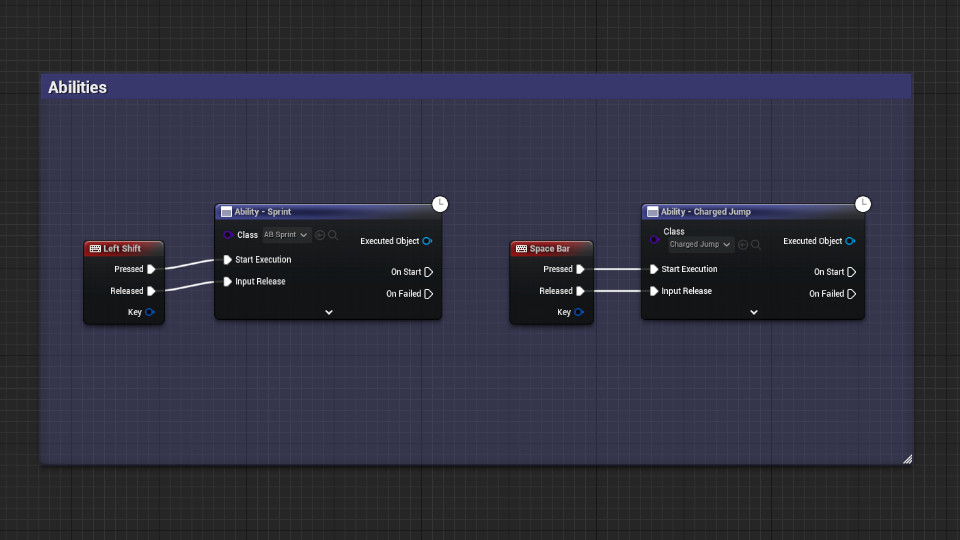 Abilities
Left Shift
Pressed
Released
Key
Ability - Sprint
Class AB Sprint
Start Execution
Input Release
Executed Object
On Start
On Failed
Space Bar
Pressed
Released
Key
Ability - Charged Jump
Class
Charged Jump
Start Execution
Input Release
Executed Object
On Start
On Failed